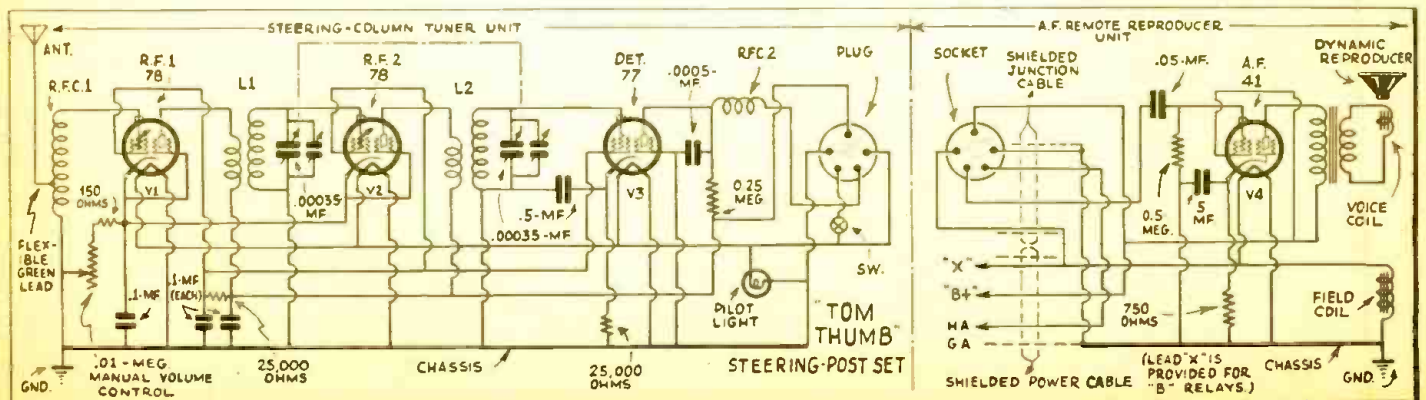 STEERING-COLUMN TUNER UNIT
A.F. REMOTE REPRODUCER
UNIT
ANT.
R.F.C.1
R.F.1
78
L1
R.F.2
78
L2
DET.
77
.0005-
MF.
RFC.2
PLUG
SOCKET
SHIELDED
JUNCTION
CABLE
.05-MF.
A.F.
41
DYNAMIC
REPRODUCER
V1
V2
V3
V4
150
OHMS
.00035-
MF
.5-MF.
.00035-MF
0.25
MEG.
0.5
MEG.
.5
MF
VOICE
COIL
FLEX-
IBLE
GREEN
LEAD
.1-MF
.1-MF
(EACH)
PILOT
LIGHT
SW.
"X"
"B+"
HA
GA
750
OHMS
FIELD
COIL
"TOM
THUMB"
STEERING-POST SET
GND.
.01-MEG.
MANUAL VOLUME
CONTROL
25,000
OHMS
CHASSIS
25,000
OHMS
SHIELDED POWER CABLE
(LEAD "X" IS
PROVIDED FOR
"B" RELAYS.)
CHASSIS
GND.